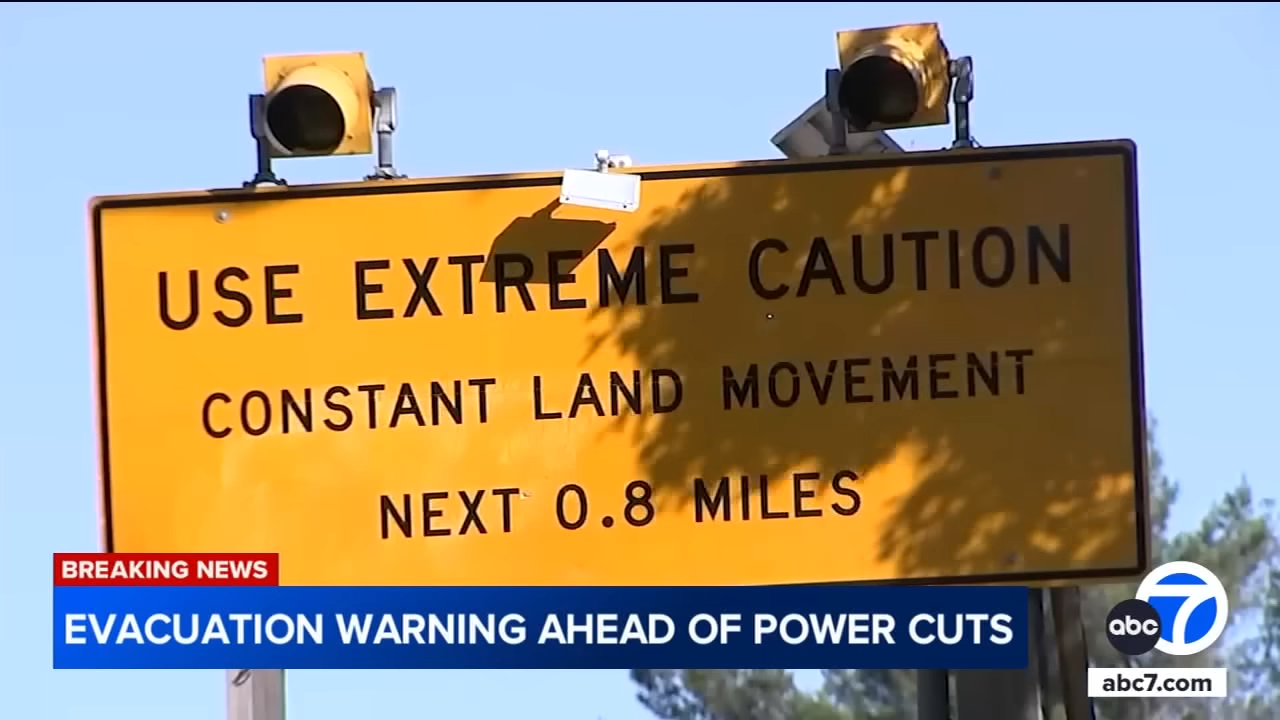 USE EXTREME CAUTION
CONSTANT LAND MOVEMENT
NEXT 0.8 MILES
BREAKING NEWS
EVACUATION WARNING AHEAD OF POWER CUTS
abc 7
abc7.com